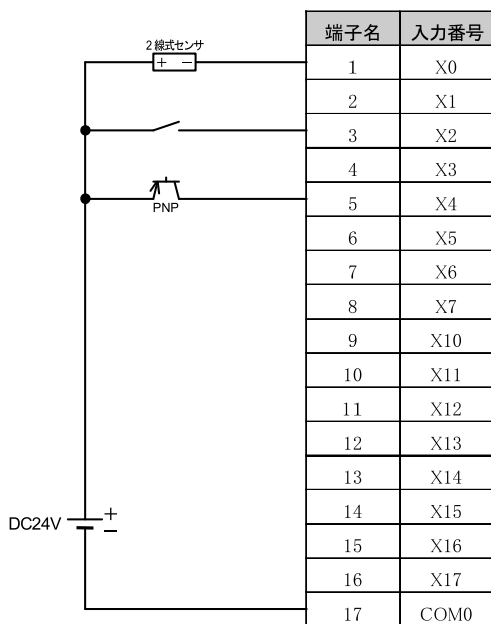 端子名 入力番号
2線式センサ
+ −
1 X0
2 X1
3 X2
4 X3
PNP
5 X4
6 X5
7 X6
8 X7
9 X10
10 X11
11 X12
12 X13
13 X14
14 X15
DC24V + −
15 X16
16 X17
17 COM0